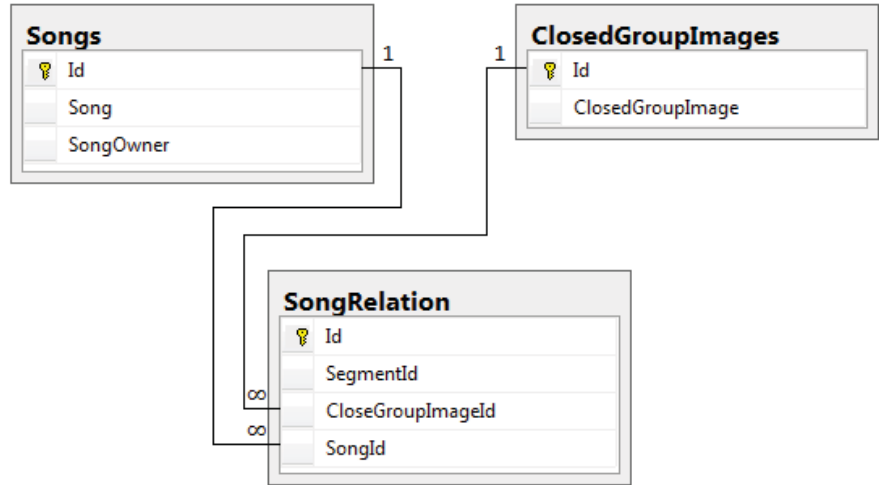 Songs
Id
Song
SongOwner
1
1
ClosedGroupImages
Id
ClosedGroupImage
SongRelation
Id
SegmentId
CloseGroupImageId
SongId
∞
∞